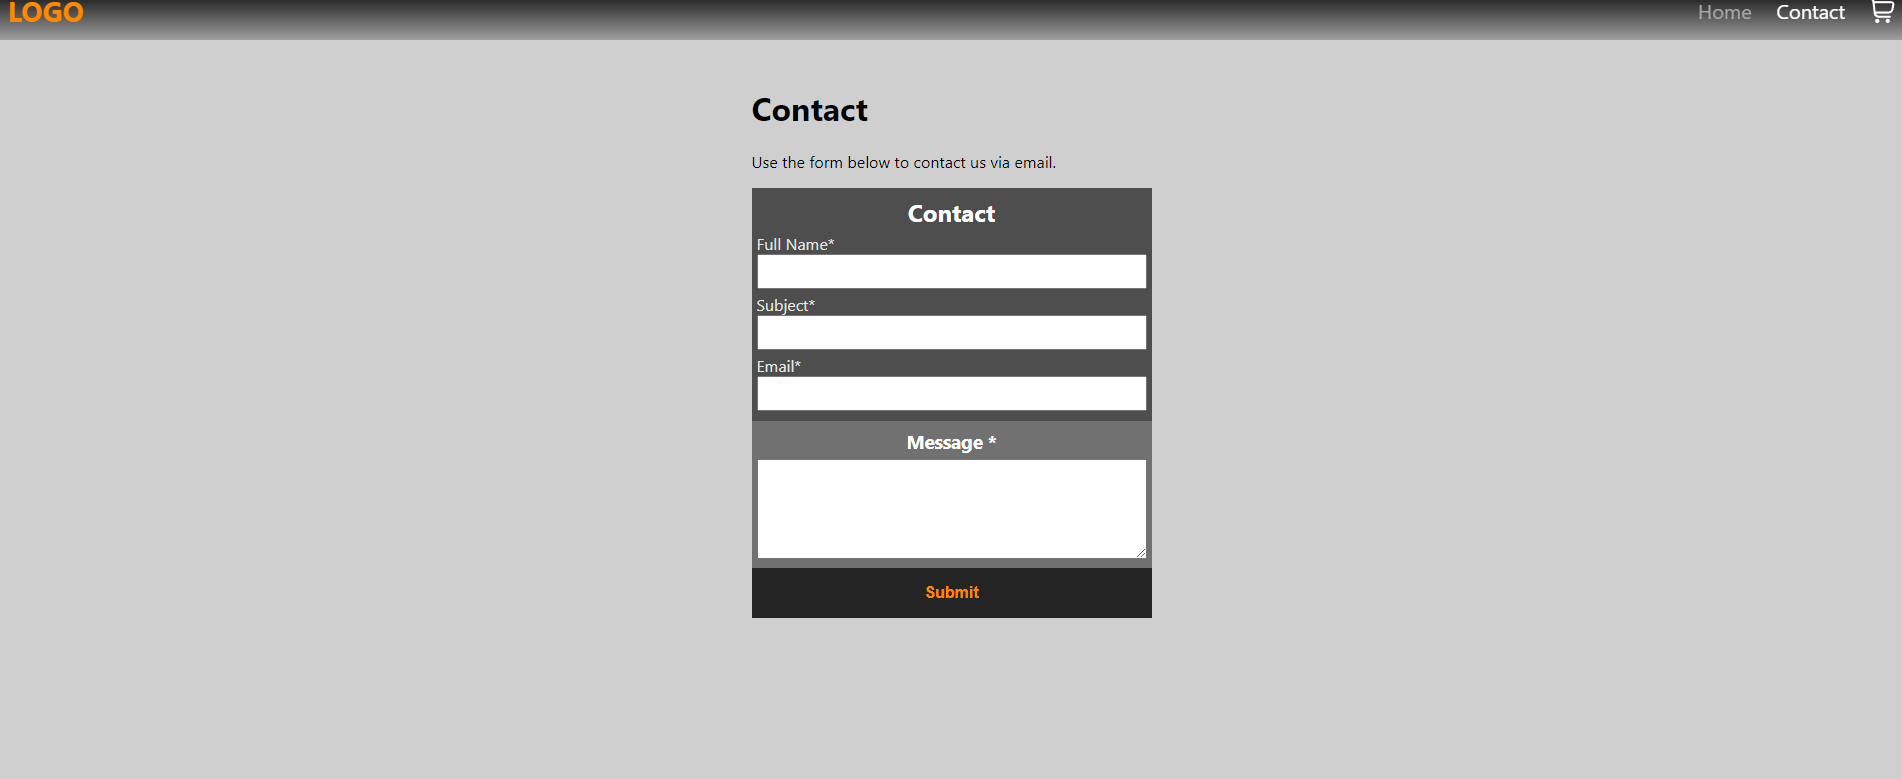 LOGO
Home Contact
Contact
Use the form below to contact us via email.
Contact
Full Name*
Subject*
Email*
Message *
Submit